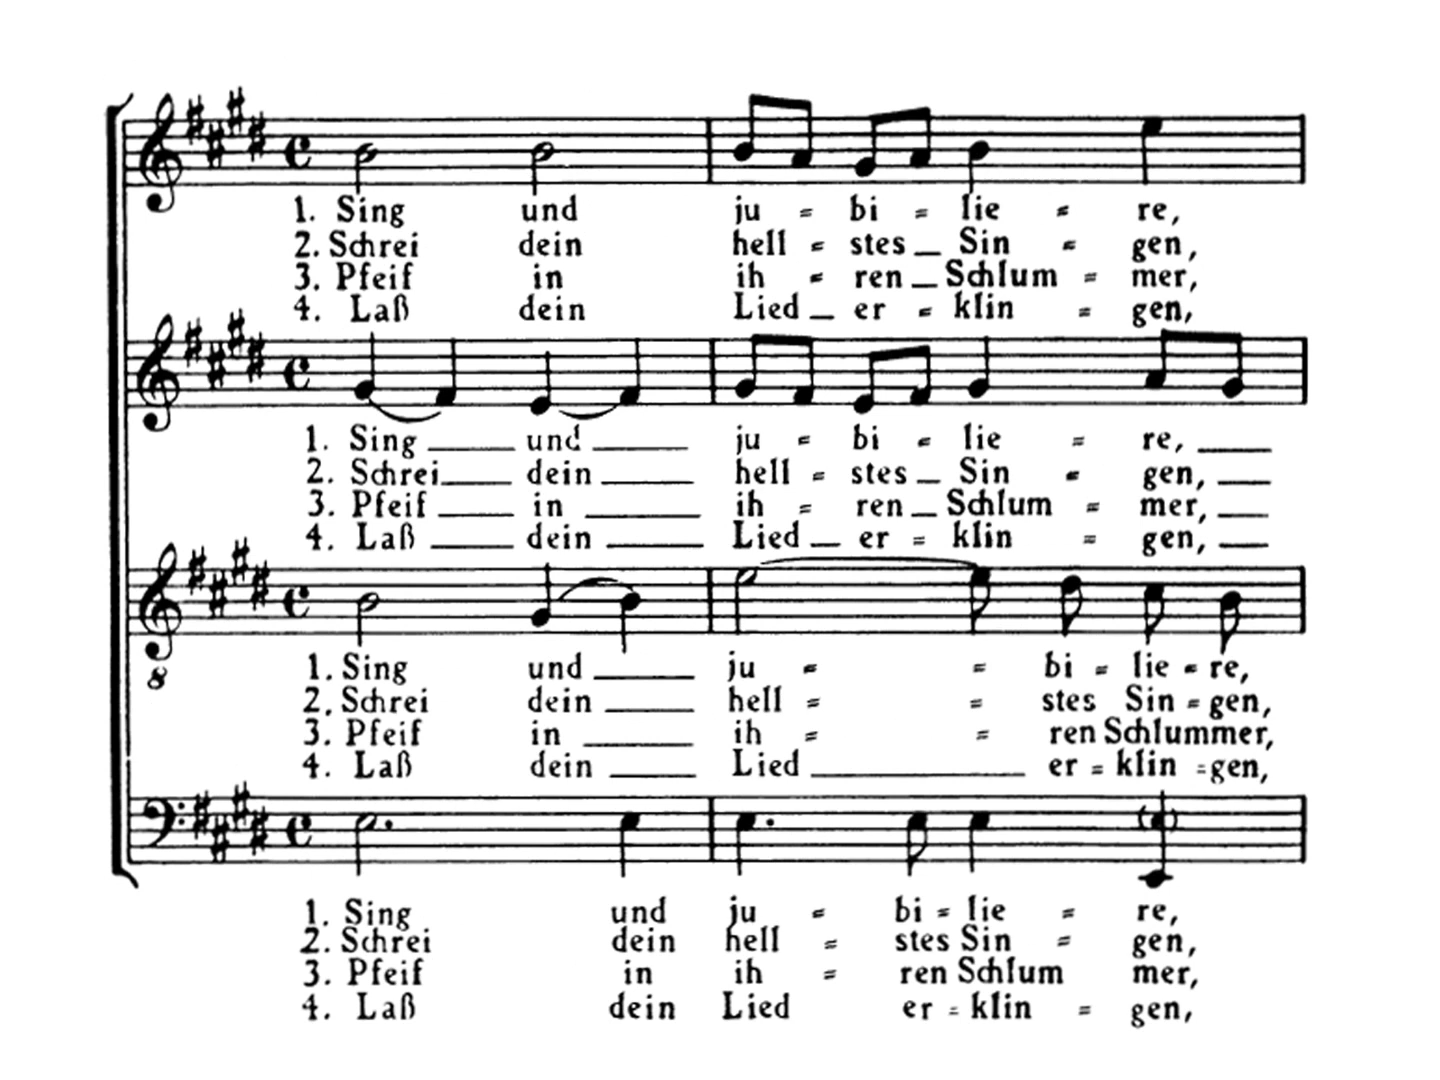 1. Sing und ju = bi = lie = re,
2. Schrei dein hell = stes Sin = gen,
3. Pfeif in ih = ren Schlum = mer,
4. Laß dein Lied er = klin = gen,
1. Sing und ju = bi = lie = re,
2. Schrei dein hell = stes Sin = gen,
3. Pfeif in ih = ren Schlum = mer,
4. Laß dein Lied er = klin = gen,
8
1. Sing und ju = = bi = lie = re,
2. Schrei dein hell = = stes Sin = gen,
3. Pfeif in ih = = ren Schlummer,
4. Laß dein Lied er = klin = gen,
1. Sing und ju = bi = lie = re,
2. Schrei dein hell = stes Sin = gen,
3. Pfeif in ih = ren Schlum mer,
4. Laß dein Lied er = klin = gen,